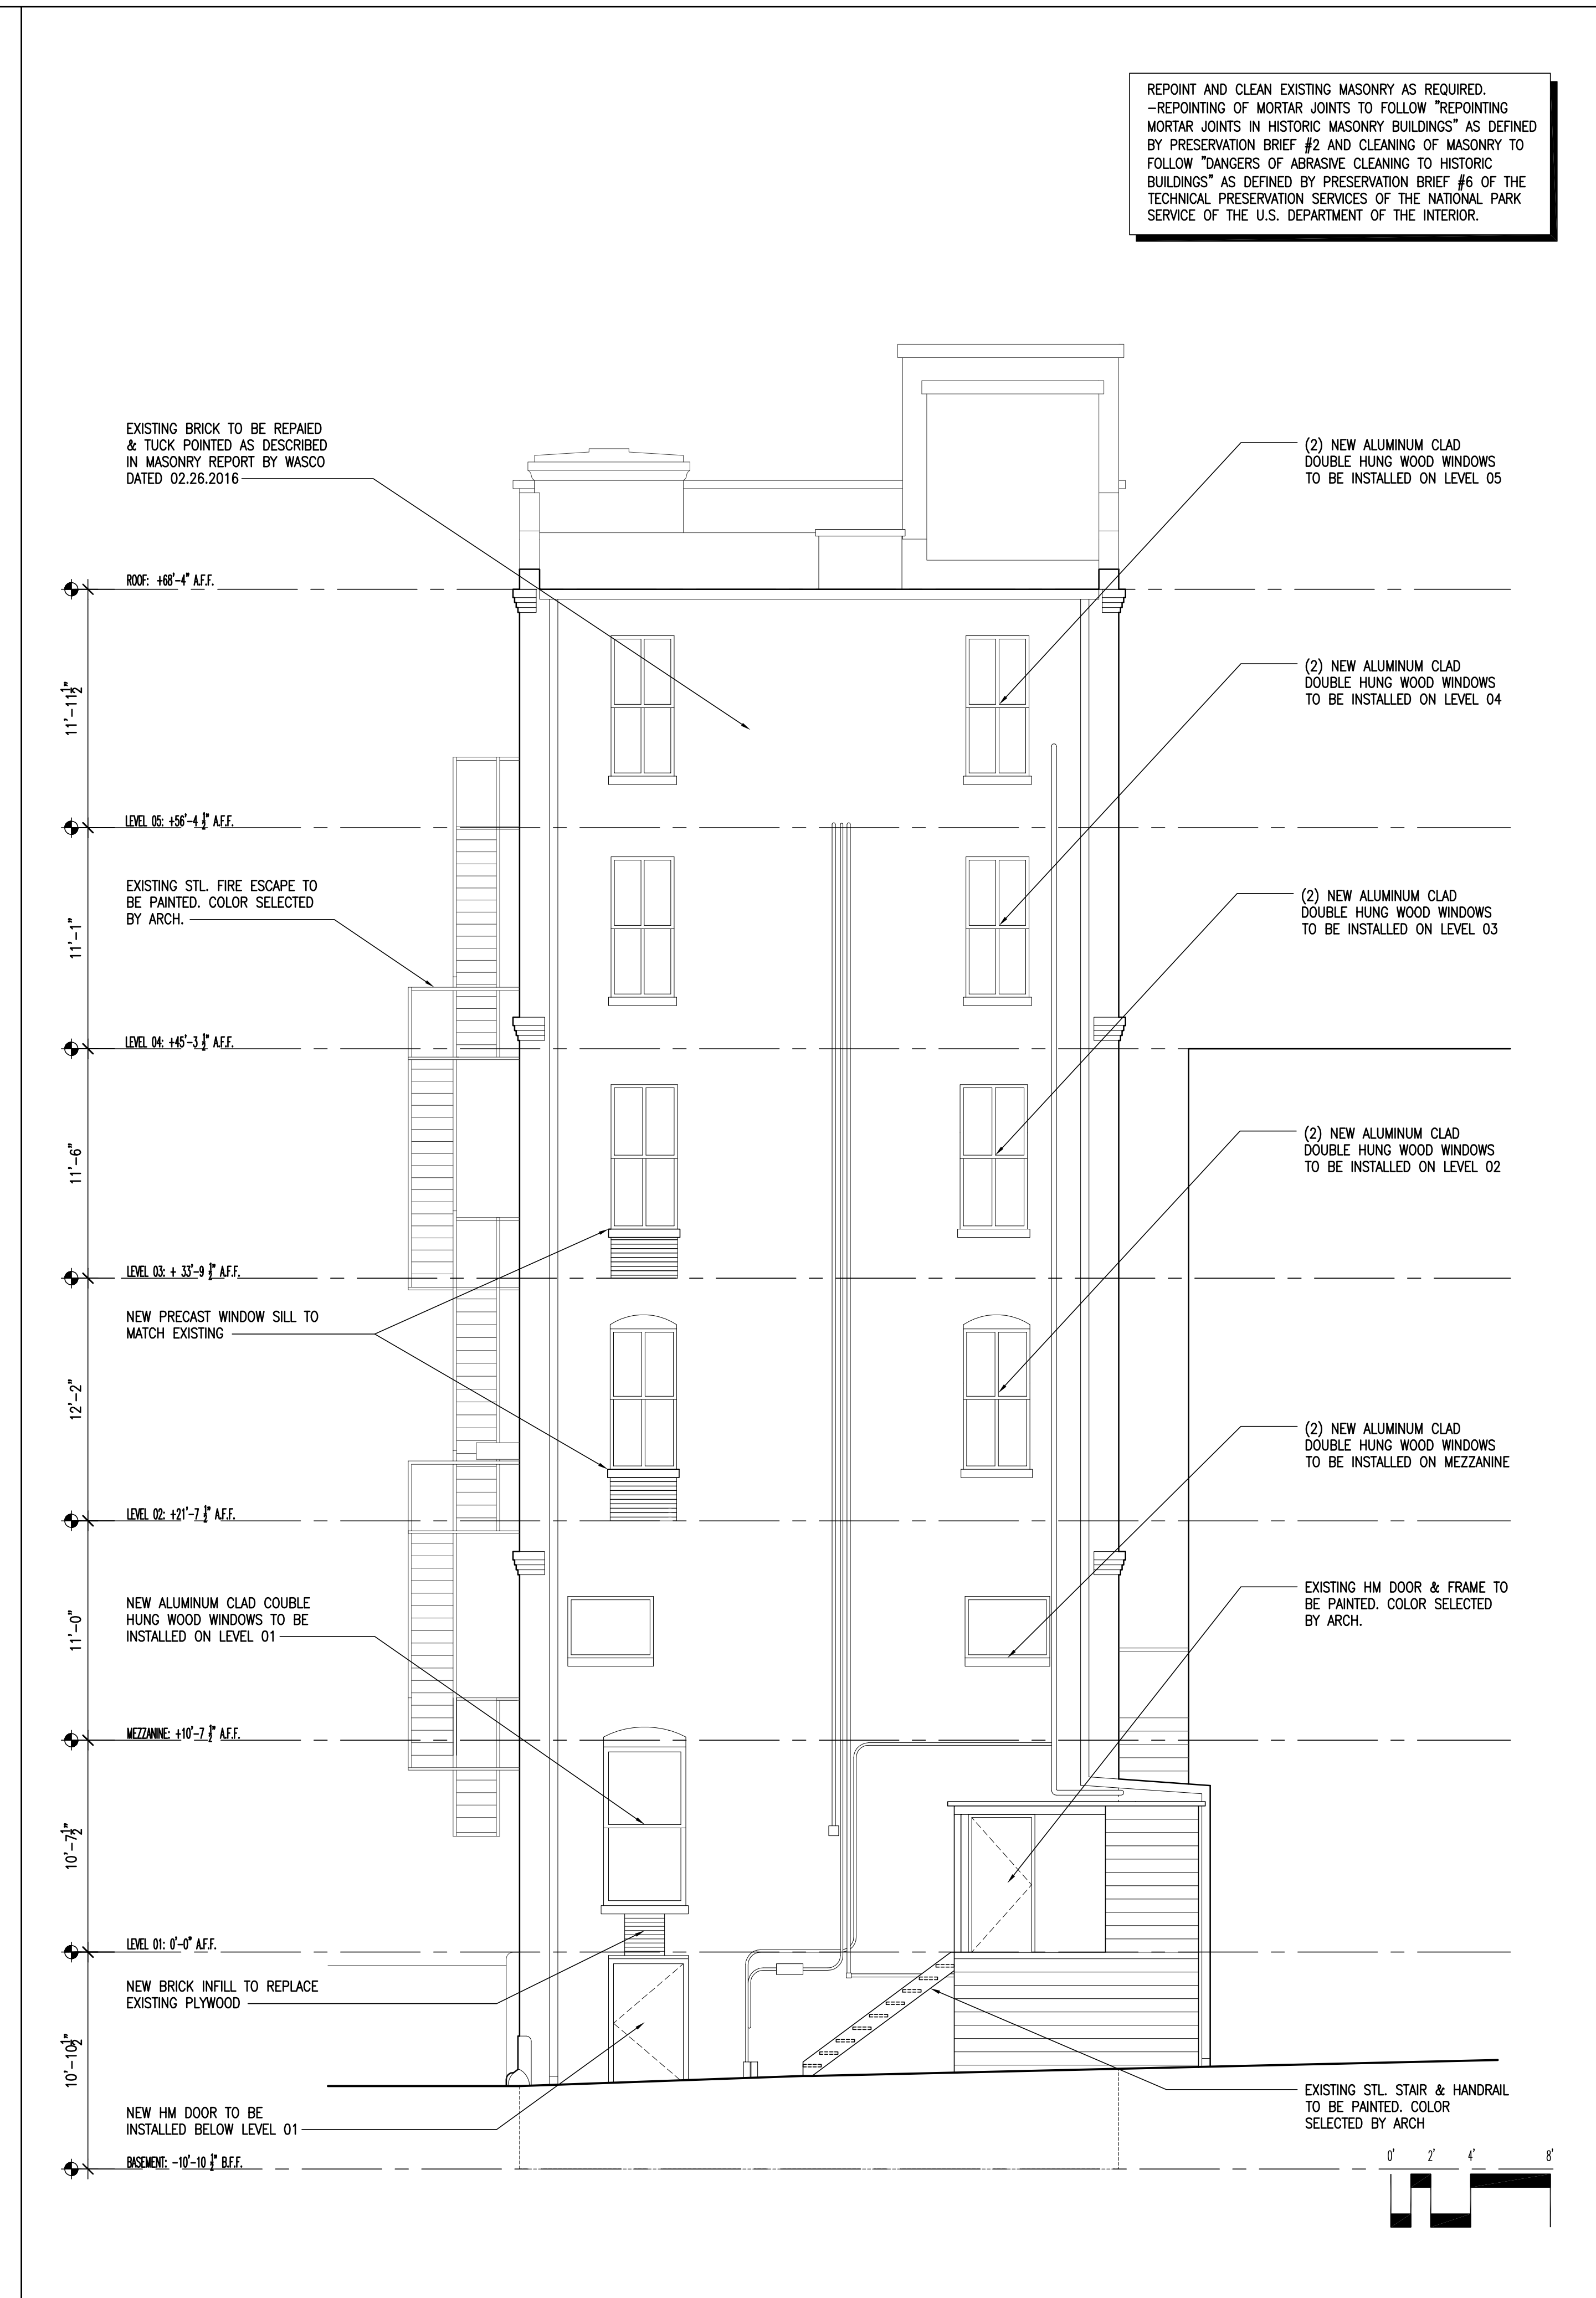 REPOINT AND CLEAN EXISTING MASONRY AS REQUIRED.
-REPOINTING OF MORTAR JOINTS TO FOLLOW "REPOINTING
MORTAR JOINTS IN HISTORIC MASONRY BUILDINGS" AS DEFINED
BY PRESERVATION BRIEF #2 AND CLEANING OF MASONRY TO
FOLLOW "DANGERS OF ABRASIVE CLEANING TO HISTORIC
BUILDINGS" AS DEFINED BY PRESERVATION BRIEF #6 OF THE
TECHNICAL PRESERVATION SERVICES OF THE NATIONAL PARK
SERVICE OF THE U.S. DEPARTMENT OF THE INTERIOR.
EXISTING BRICK TO BE REPAIED
& TUCK POINTED AS DESCRIBED
IN MASONRY REPORT BY WASCO
DATED 02.26.2016
(2) NEW ALUMINUM CLAD
DOUBLE HUNG WOOD WINDOWS
TO BE INSTALLED ON LEVEL 05
ROOF: +68'-4" A.F.F.
11'-11 1/2"
(2) NEW ALUMINUM CLAD
DOUBLE HUNG WOOD WINDOWS
TO BE INSTALLED ON LEVEL 04
LEVEL 05: +56'-4 1/2" A.F.F.
EXISTING STL. FIRE ESCAPE TO
BE PAINTED. COLOR SELECTED
BY ARCH.
11'-1"
(2) NEW ALUMINUM CLAD
DOUBLE HUNG WOOD WINDOWS
TO BE INSTALLED ON LEVEL 03
LEVEL 04: +45'-3 1/2" A.F.F.
11'-6"
(2) NEW ALUMINUM CLAD
DOUBLE HUNG WOOD WINDOWS
TO BE INSTALLED ON LEVEL 02
LEVEL 03: + 33'-9 1/2" A.F.F.
NEW PRECAST WINDOW SILL TO
MATCH EXISTING
12'-2"
(2) NEW ALUMINUM CLAD
DOUBLE HUNG WOOD WINDOWS
TO BE INSTALLED ON MEZZANINE
LEVEL 02: +21'-7 1/2" A.F.F.
NEW ALUMINUM CLAD COUBLE
HUNG WOOD WINDOWS TO BE
INSTALLED ON LEVEL 01
11'-0"
EXISTING HM DOOR & FRAME TO
BE PAINTED. COLOR SELECTED
BY ARCH.
MEZZANINE: +10'-7 1/2" A.F.F.
10'-7 1/2"
LEVEL 01: 0'-0" A.F.F.
NEW BRICK INFILL TO REPLACE
EXISTING PLYWOOD
10'-10 1/2"
NEW HM DOOR TO BE
INSTALLED BELOW LEVEL 01
EXISTING STL. STAIR & HANDRAIL
TO BE PAINTED. COLOR
SELECTED BY ARCH
BASEMENT: -10'-10 1/2" B.F.F.
0' 2' 4' 8'